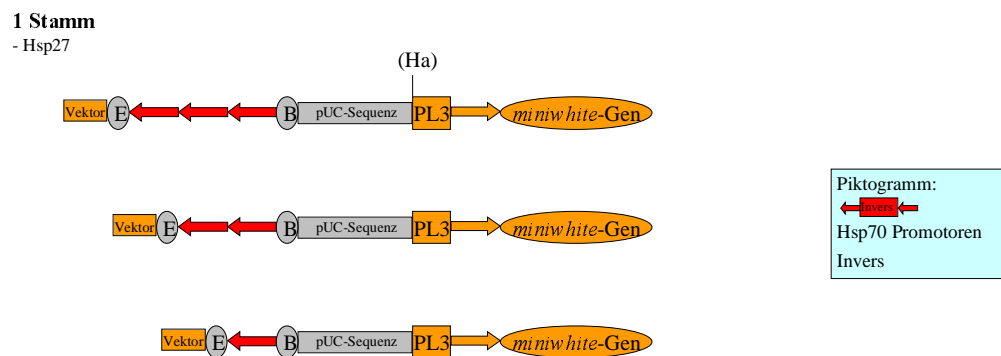 1 Stamm
- Hsp27
(Ha)
Vektor E B pUC-Sequenz PL3 miniwhite-Gen
Vektor E B pUC-Sequenz PL3 miniwhite-Gen
Vektor E B pUC-Sequenz PL3 miniwhite-Gen
Piktogramm:
Invers
Hsp70 Promotoren
Invers